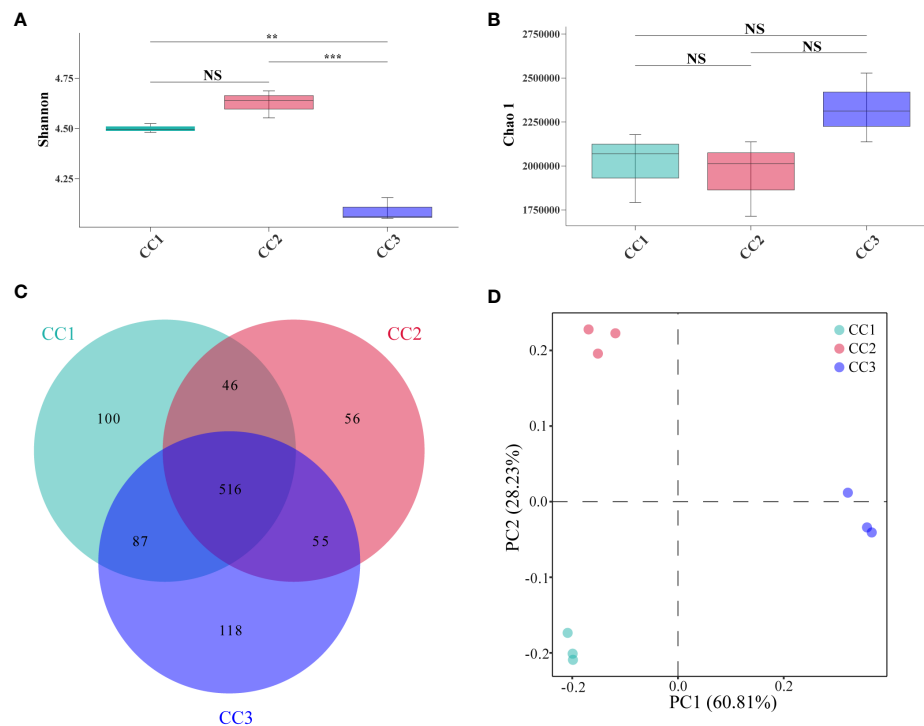 A
**
***
NS
4.75
4.50
4.25
Shannon
CC1
CC2
CC3
B
NS
NS
NS
2750000
2500000
2250000
2000000
1750000
Chao 1
CC1
CC2
CC3
C
CC1
CC2
46
100
56
516
87
55
118
CC3
D
CC1
CC2
CC3
0.2
0.1
0.0
-0.1
-0.2
PC2 (28.23%)
-0.2
0.0
0.2
PC1 (60.81%)